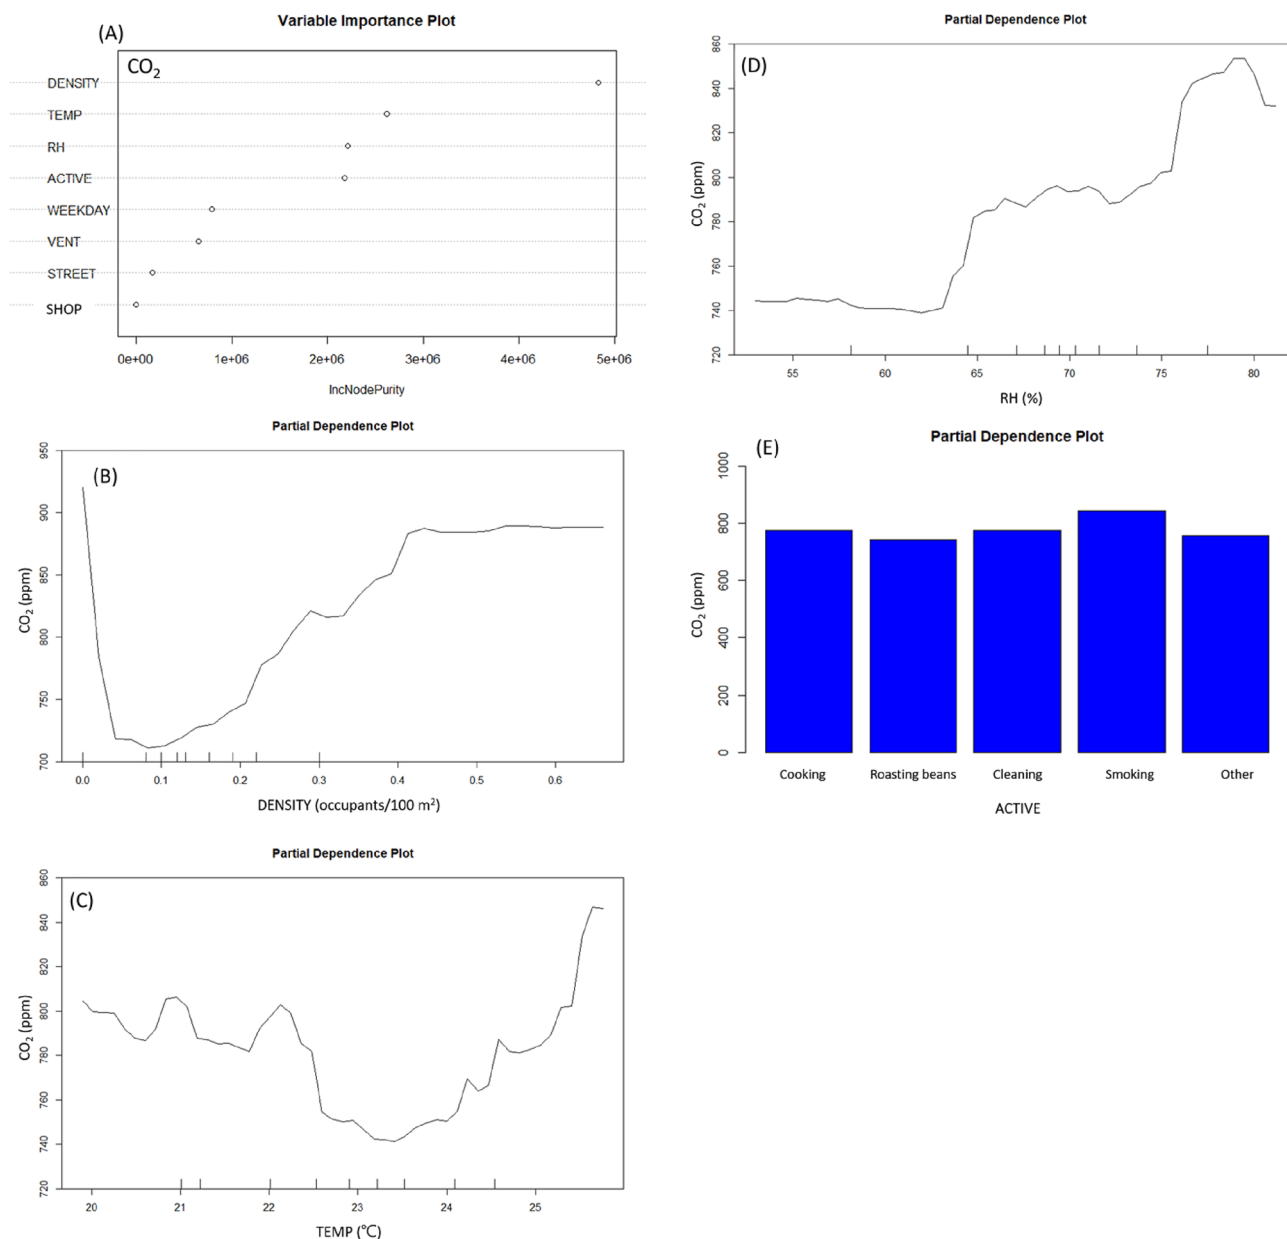 Variable Importance Plot
(A)
CO₂
DENSITY
TEMP
RH
ACTIVE
WEEKDAY
VENT
STREET
SHOP
0e+00 1e+06 2e+06 3e+06 4e+06 5e+06
IncNodePurity
Partial Dependence Plot
(B)
950
900
850
800
750
700
CO₂ (ppm)
0.0 0.1 0.2 0.3 0.4 0.5 0.6
DENSITY (occupants/100 m²)
Partial Dependence Plot
(C)
860
840
820
800
780
760
740
720
CO₂ (ppm)
20 21 22 23 24 25
TEMP (℃)
Partial Dependence Plot
(D)
860
840
820
800
780
760
740
720
CO₂ (ppm)
55 60 65 70 75 80
RH (%)
Partial Dependence Plot
(E)
1000
800
600
400
200
0
CO₂ (ppm)
Cooking Roasting beans Cleaning Smoking Other
ACTIVE